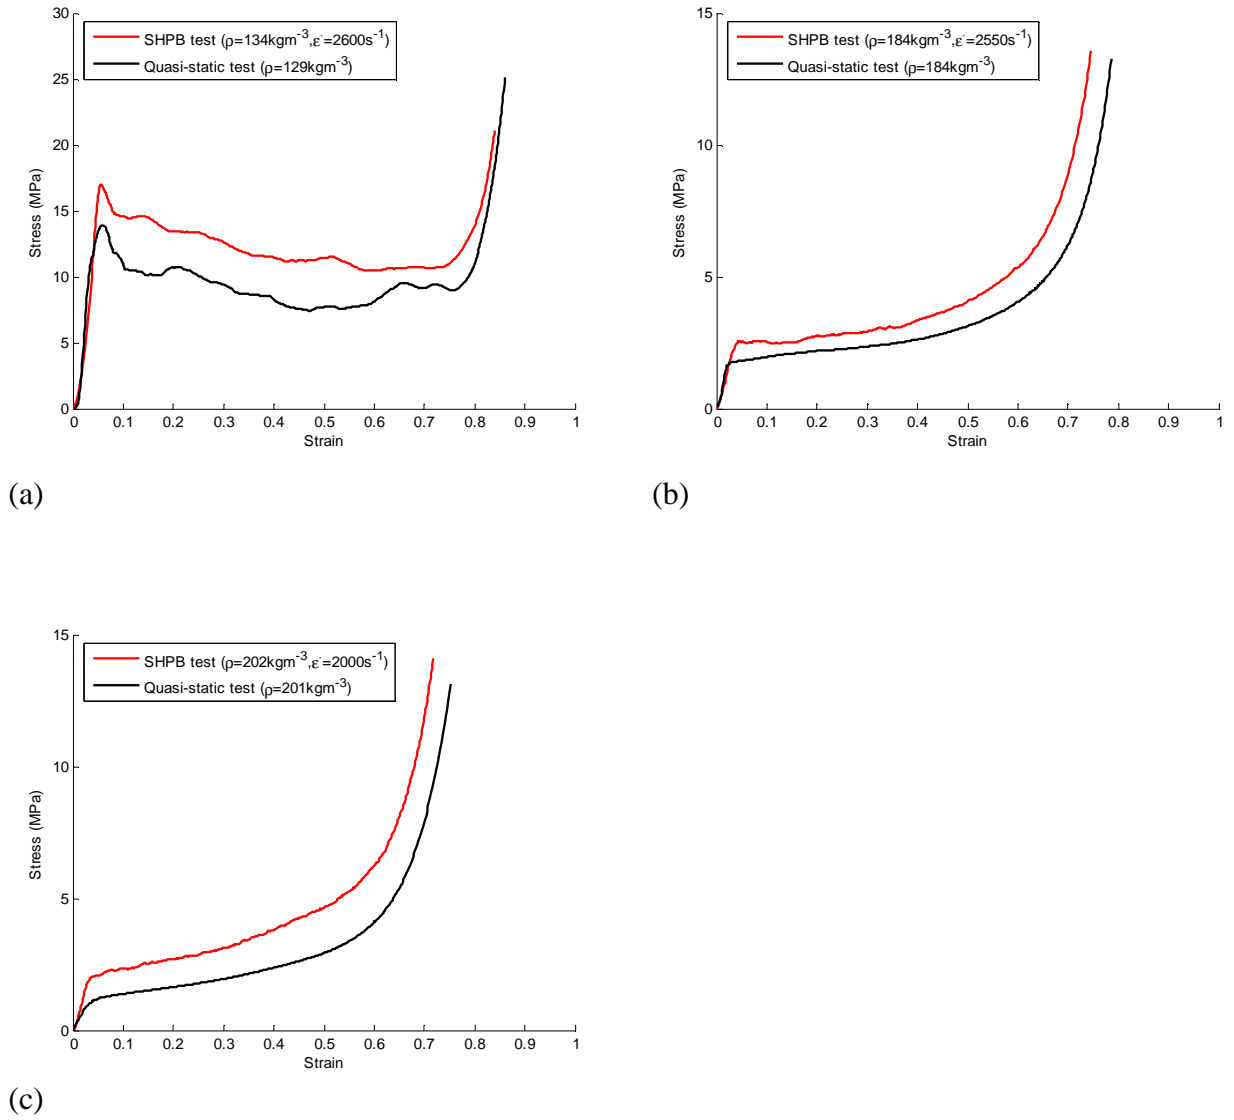 30
25
20
15
10
5
0
Stress (MPa)
SHPB test (ρ=134kgm-3,ε˙=2600s-1)
Quasi-static test (ρ=129kgm-3)
0 0.1 0.2 0.3 0.4 0.5 0.6 0.7 0.8 0.9 1
Strain
(a)
15
10
5
0
Stress (MPa)
SHPB test (ρ=184kgm-3,ε˙=2550s-1)
Quasi-static test (ρ=184kgm-3)
0 0.1 0.2 0.3 0.4 0.5 0.6 0.7 0.8 0.9 1
Strain
(b)
15
10
5
0
Stress (MPa)
SHPB test (ρ=202kgm-3,ε˙=2000s-1)
Quasi-static test (ρ=201kgm-3)
0 0.1 0.2 0.3 0.4 0.5 0.6 0.7 0.8 0.9 1
Strain
(c)